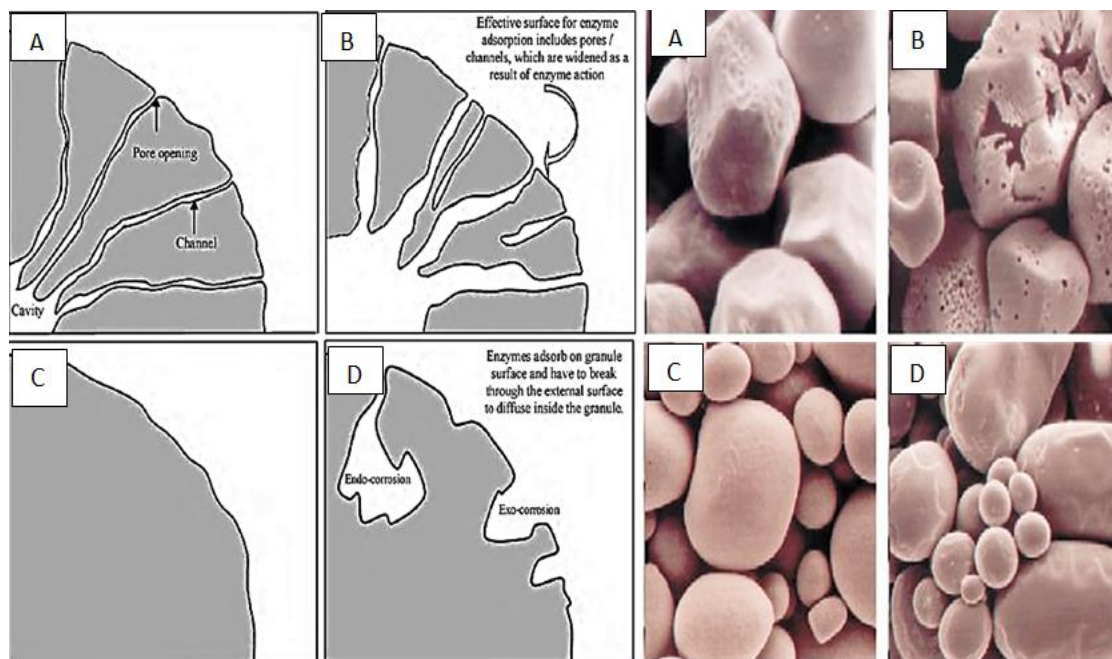 A
Pore opening
Channel
Cavity
B
Effective surface for enzyme
adsorption includes pores /
channels, which are widened as a
result of enzyme action
A
B
C
D
Enzymes adsorb on granule
surface and have to break
through the external surface
to diffuse inside the granule.
Endo-corrosion
Exo-corrosion
C
D